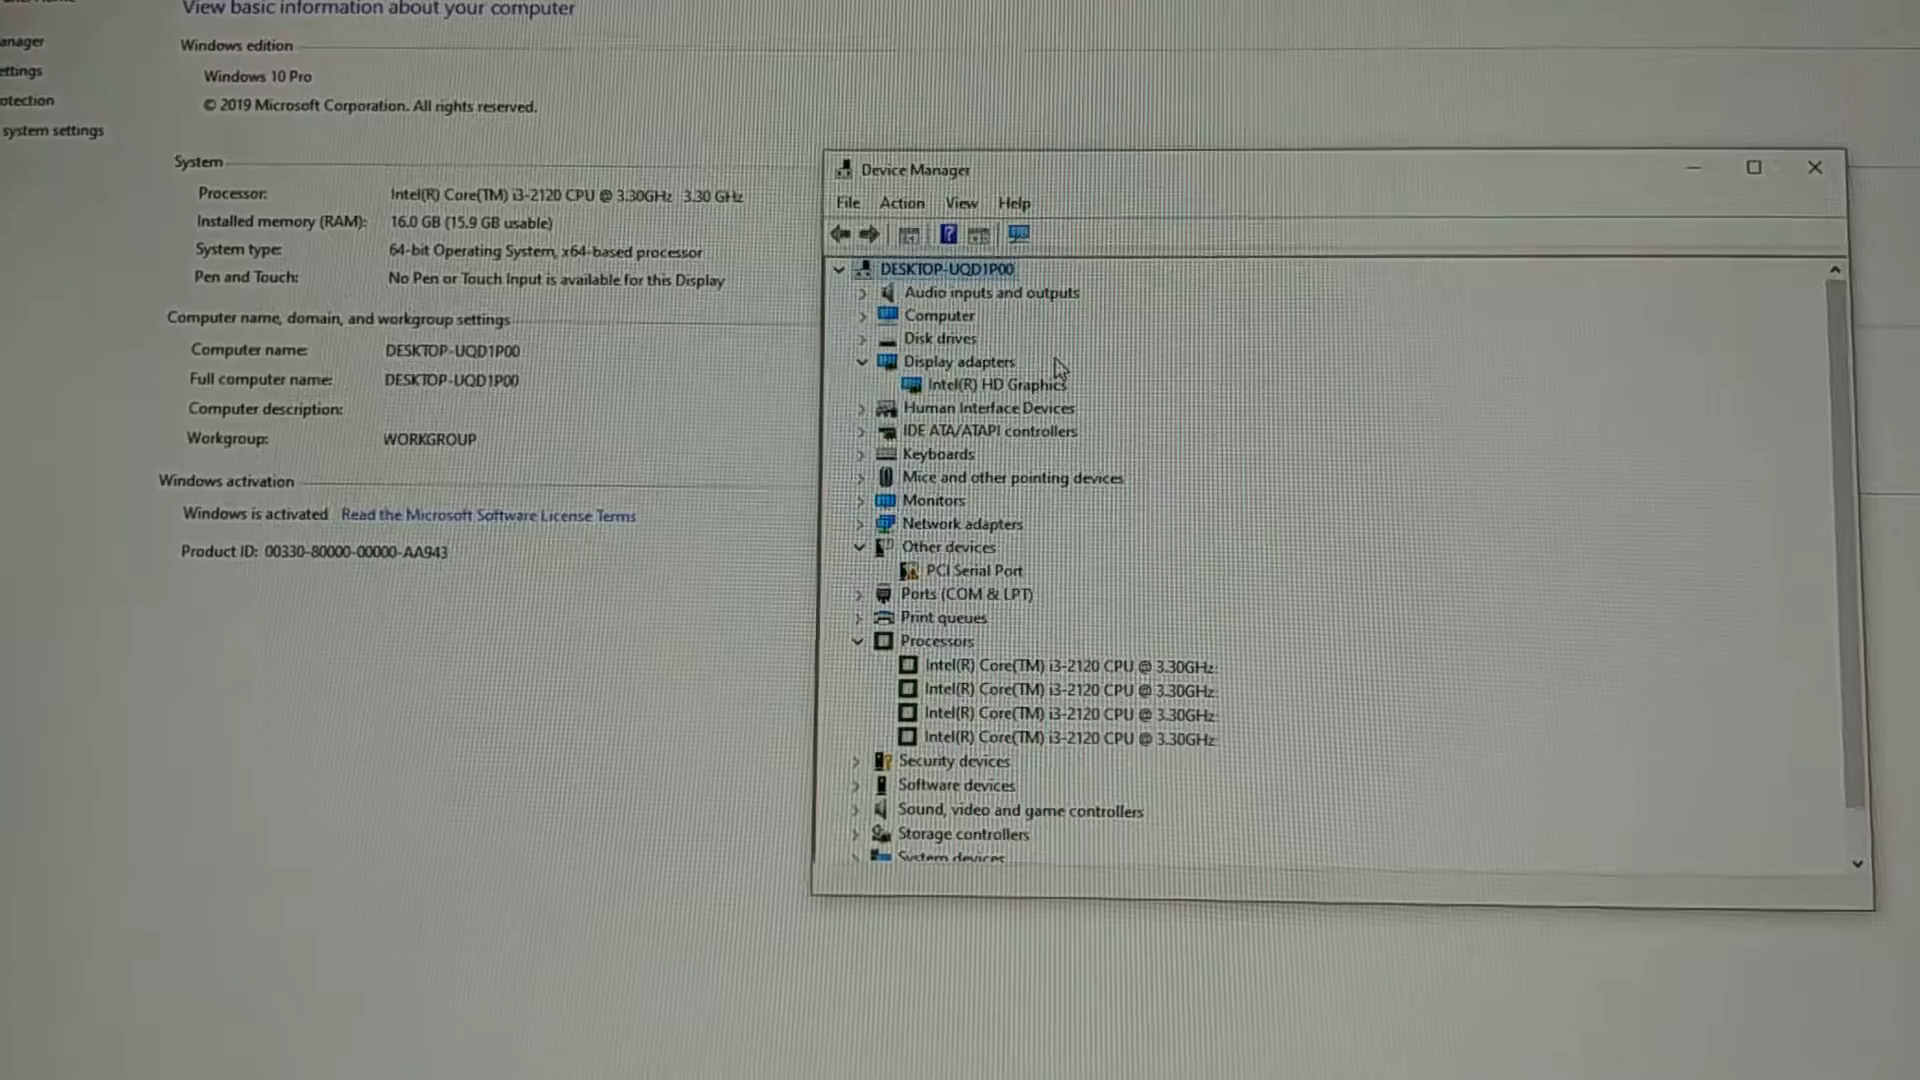 View basic information about your computer
anager
Windows edition
ettings
Windows 10 Pro
otection
© 2019 Microsoft Corporation. All rights reserved.
system settings
System
Processor: Intel(R) Core(TM) i3-2120 CPU @ 3.30GHz 3.30 GHz
Installed memory (RAM): 16.0 GB (15.9 GB usable)
System type: 64-bit Operating System, x64-based processor
Pen and Touch: No Pen or Touch Input is available for this Display
Computer name, domain, and workgroup settings
Computer name: DESKTOP-UQD1P00
Full computer name: DESKTOP-UQD1P00
Computer description:
Workgroup: WORKGROUP
Windows activation
Windows is activated Read the Microsoft Software License Terms
Product ID: 00330-80000-00000-AA943
Device Manager
File Action View Help
DESKTOP-UQD1P00
Audio inputs and outputs
Computer
Disk drives
Display adapters
Intel(R) HD Graphics
Human Interface Devices
IDE ATA/ATAPI controllers
Keyboards
Mice and other pointing devices
Monitors
Network adapters
Other devices
PCI Serial Port
Ports (COM & LPT)
Print queues
Processors
Intel(R) Core(TM) i3-2120 CPU @ 3.30GHz
Intel(R) Core(TM) i3-2120 CPU @ 3.30GHz
Intel(R) Core(TM) i3-2120 CPU @ 3.30GHz
Intel(R) Core(TM) i3-2120 CPU @ 3.30GHz
Security devices
Software devices
Sound, video and game controllers
Storage controllers
System devices